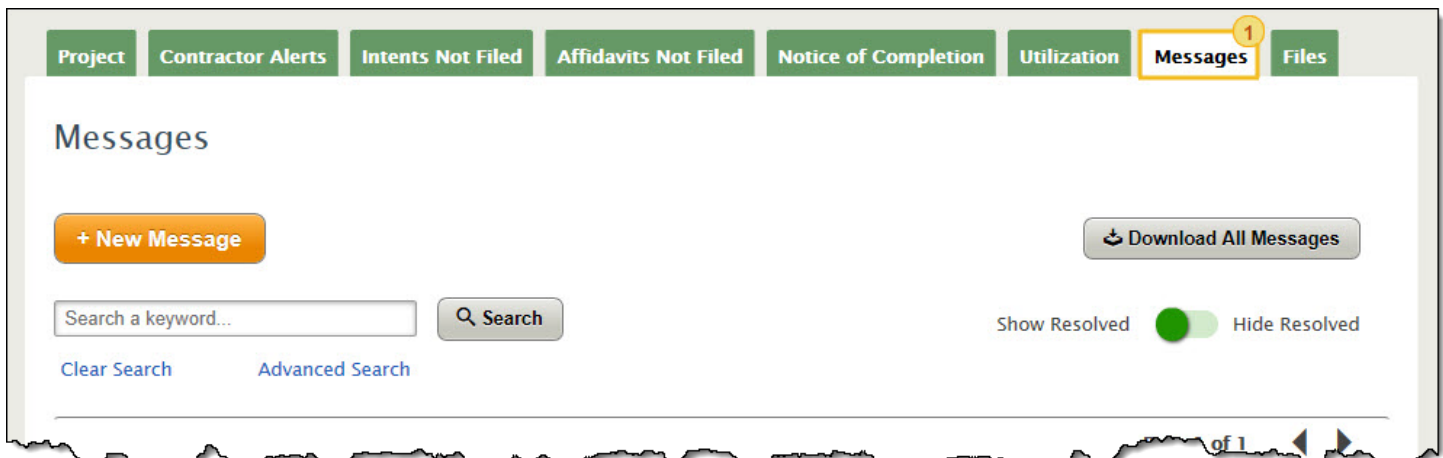 1
Project Contractor Alerts Intents Not Filed Affidavits Not Filed Notice of Completion Utilization Messages Files
Messages
+ New Message Download All Messages
Search a keyword... Search Show Resolved Hide Resolved
Clear Search Advanced Search
of 1